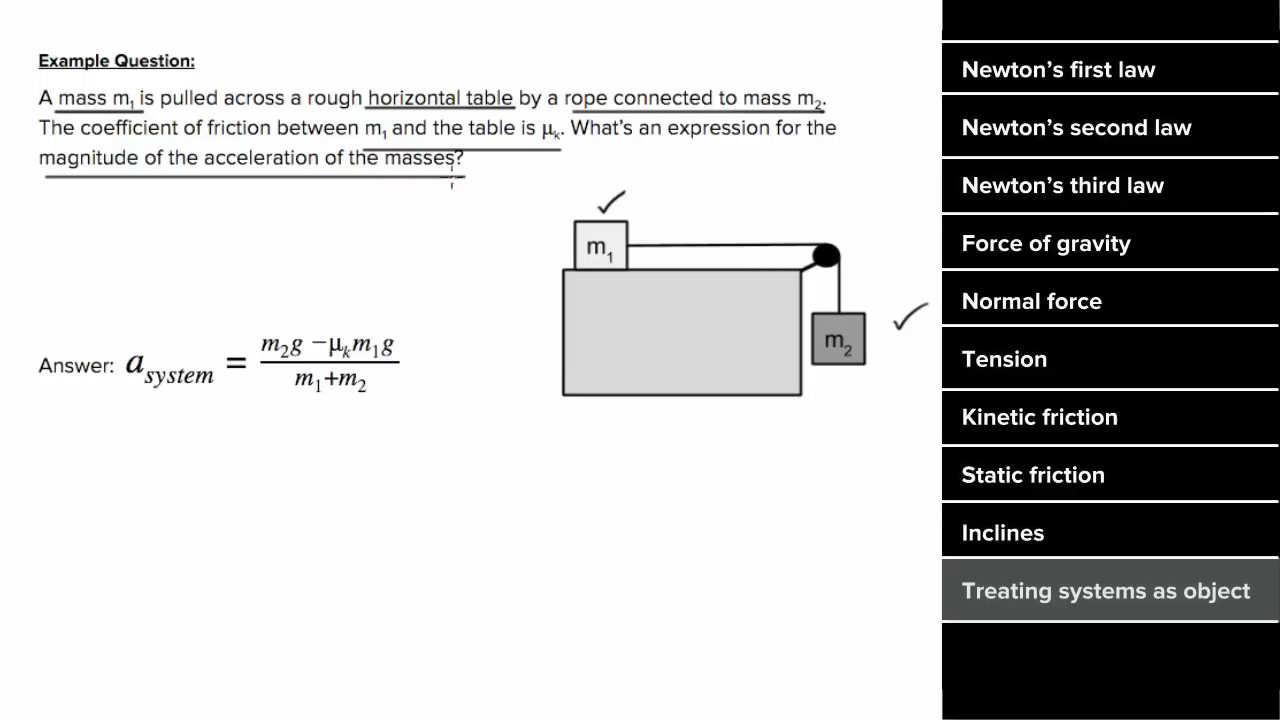 Example Question:
A mass m₁ is pulled across a rough horizontal table by a rope connected to mass m₂.
The coefficient of friction between m₁ and the table is μₖ. What's an expression for the
magnitude of the acceleration of the masses?
m₁
m₂
Answer: a_system = (m₂g −μₖm₁g)/(m₁+m₂)
Newton's first law
Newton's second law
Newton's third law
Force of gravity
Normal force
Tension
Kinetic friction
Static friction
Inclines
Treating systems as object